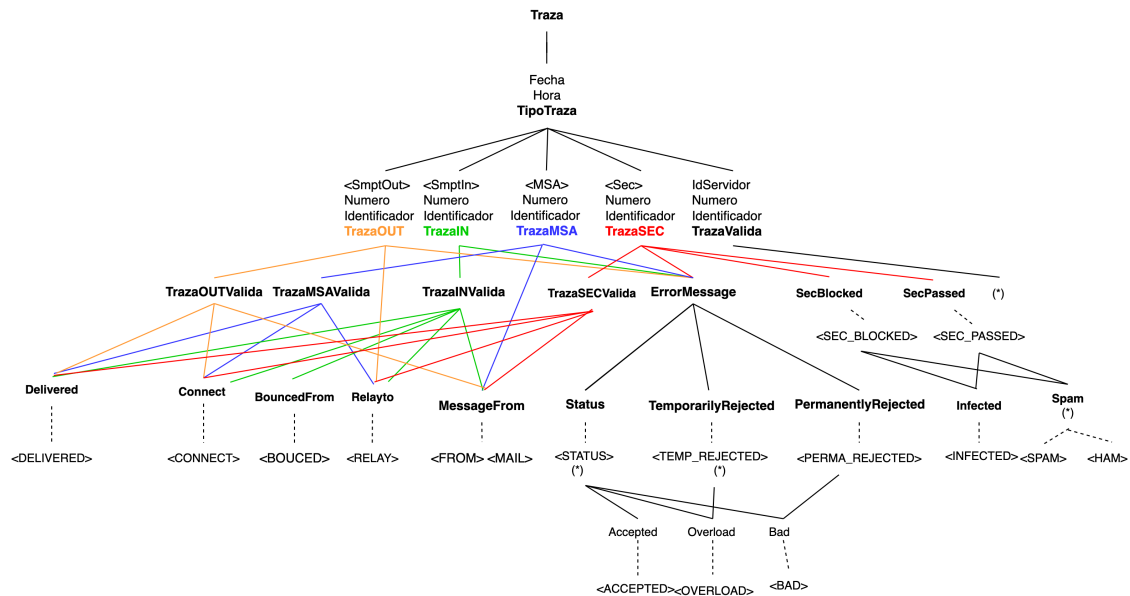 Traza
Fecha
Hora
TipoTraza
<SmptOut> <SmptIn> <MSA> <Sec> IdServidor
Numero Numero Numero Numero Numero
Identificador Identificador Identificador Identificador Identificador
TrazaOUT TrazaIN TrazaMSA TrazaSEC TrazaValida
TrazaOUTValida TrazaMSAValida TrazaINValida TrazaSECValida ErrorMessage SecBlocked SecPassed (*)
<SEC_BLOCKED> <SEC_PASSED>
Delivered Connect BouncedFrom Relayto MessageFrom Status TemporarilyRejected PermanentlyRejected Infected Spam
(*)
<DELIVERED> <CONNECT> <BOUCED> <RELAY> <FROM> <MAIL> <STATUS> <TEMP_REJECTED> <PERMA_REJECTED> <INFECTED> <SPAM> <HAM>
(*) (*)
Accepted Overload Bad
<ACCEPTED> <OVERLOAD> <BAD>